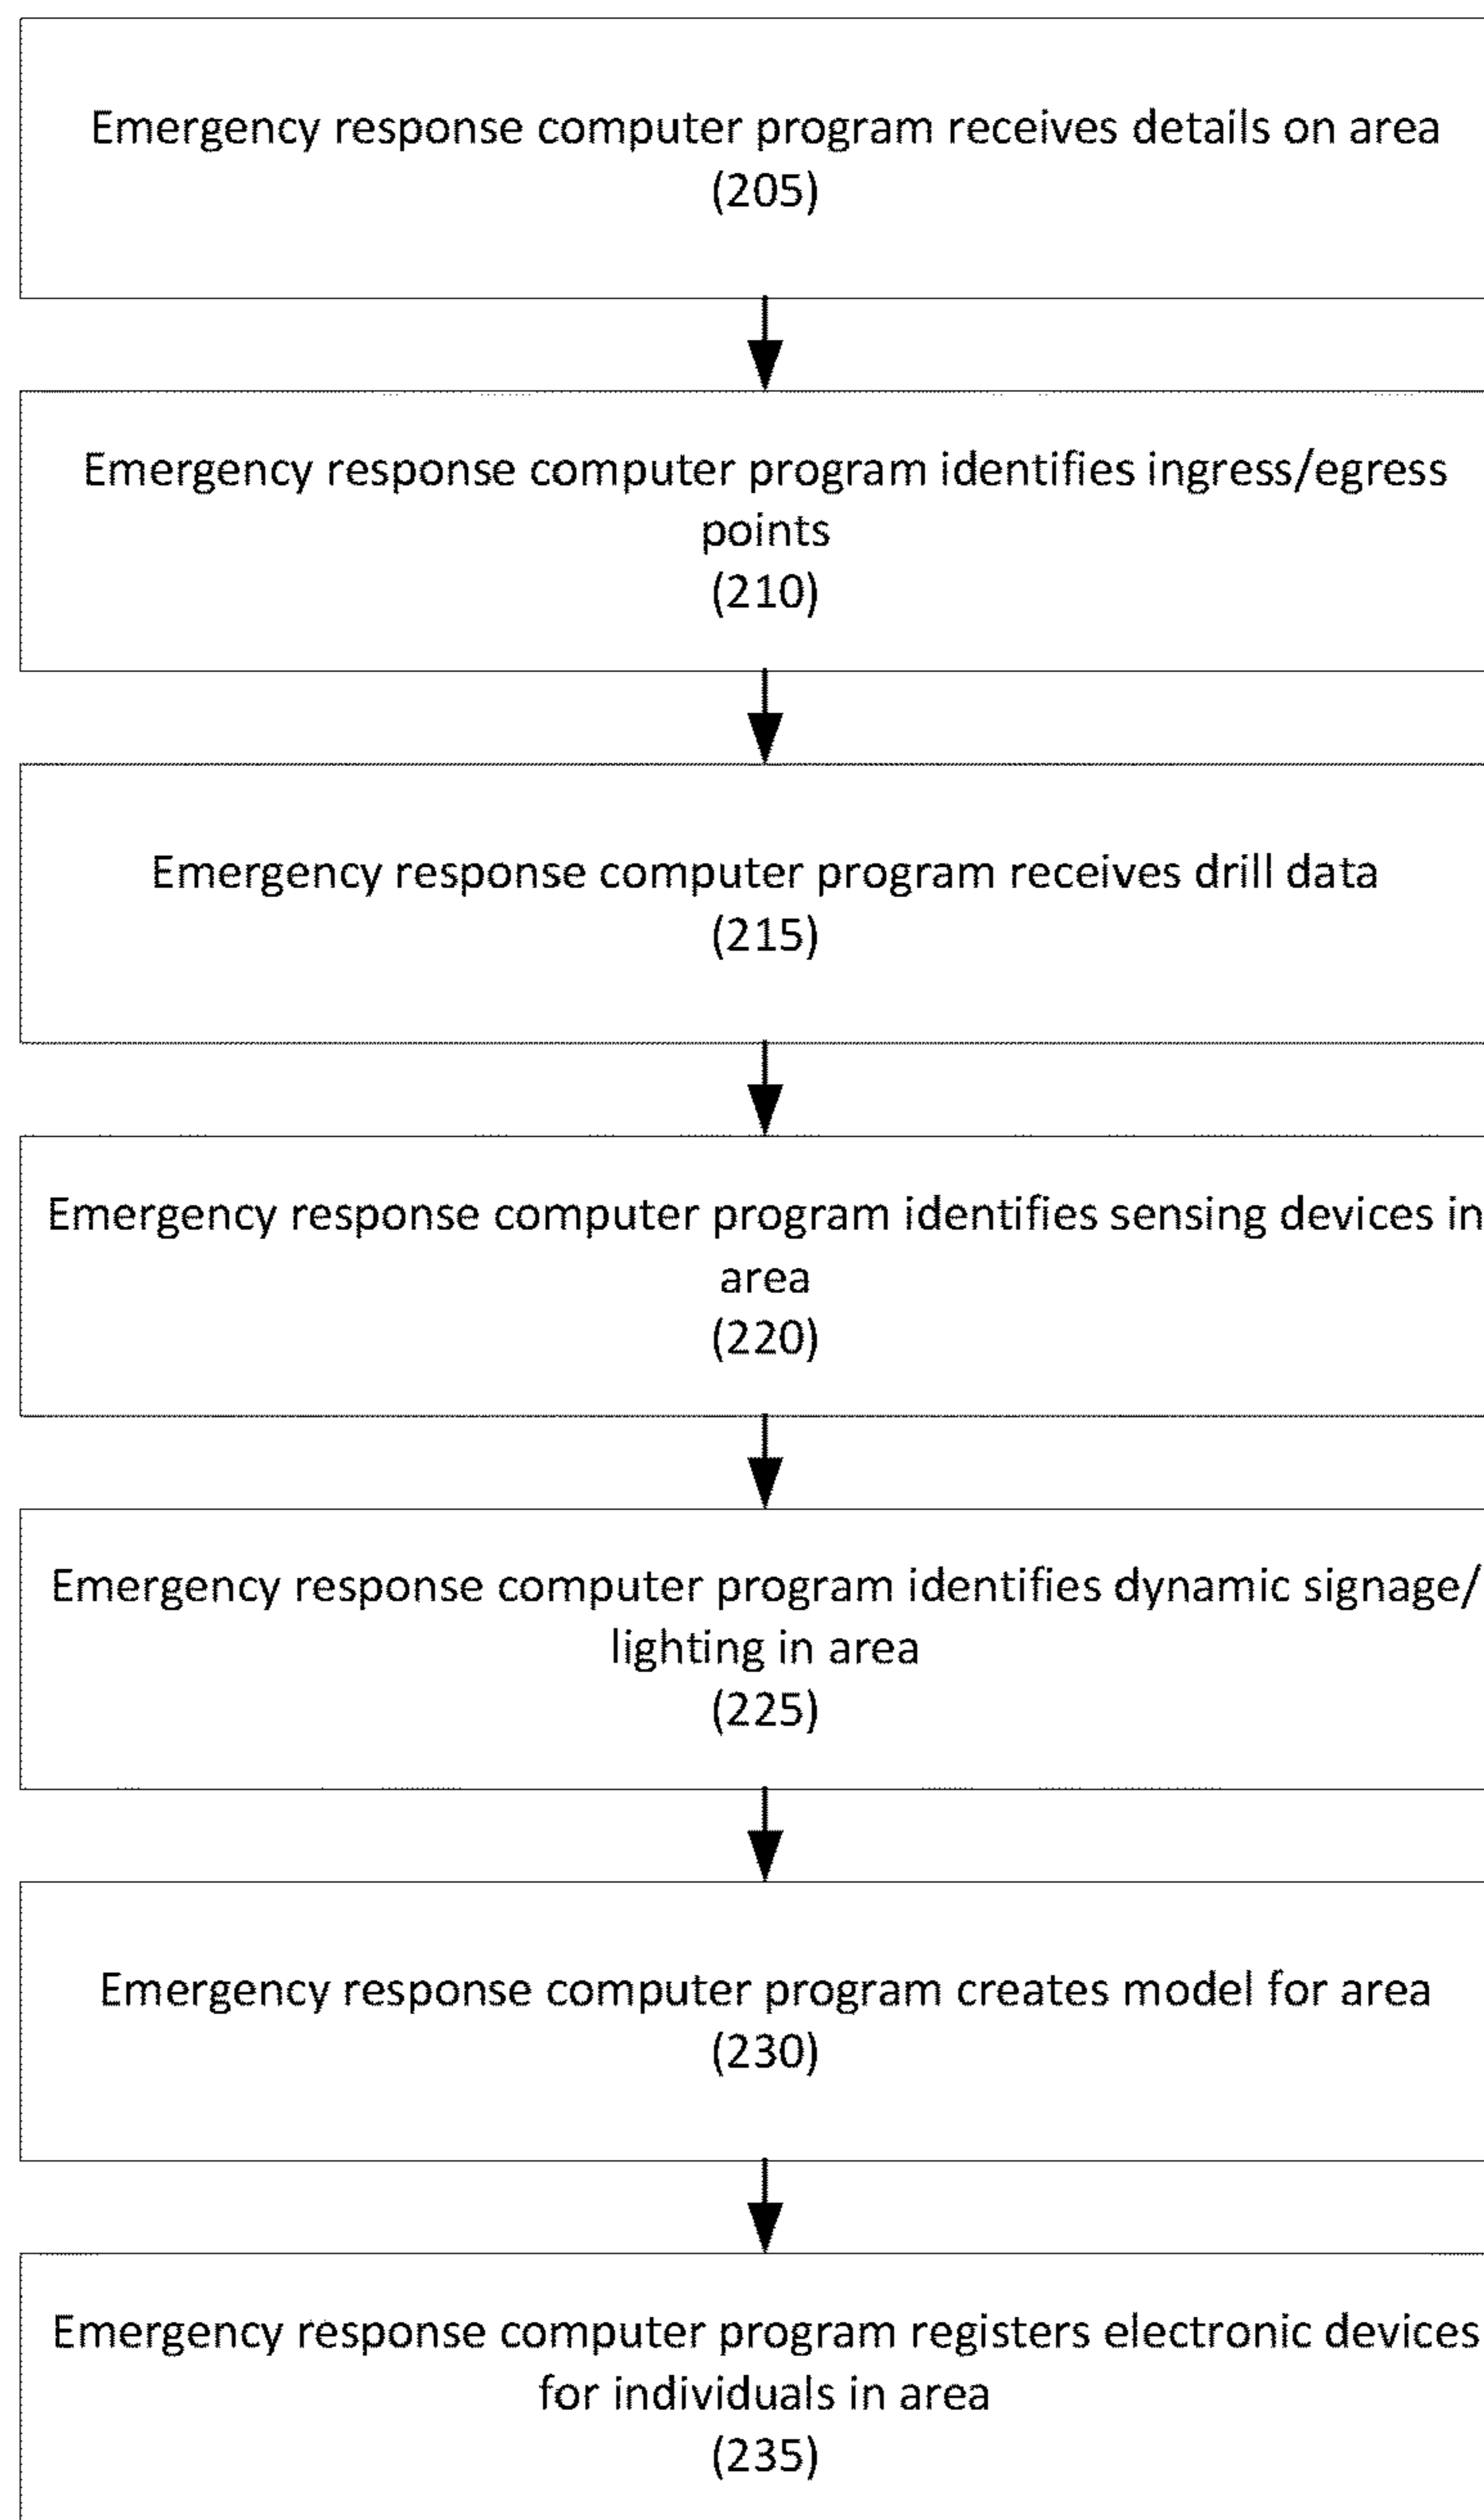 Emergency response computer program receives details on area
(205)
Emergency response computer program identifies ingress/egress
points
(210)
Emergency response computer program receives drill data
(215)
Emergency response computer program identifies sensing devices in
area
(220)
Emergency response computer program identifies dynamic signage/
lighting in area
(225)
Emergency response computer program creates model for area
(230)
Emergency response computer program registers electronic devices
for individuals in area
(235)